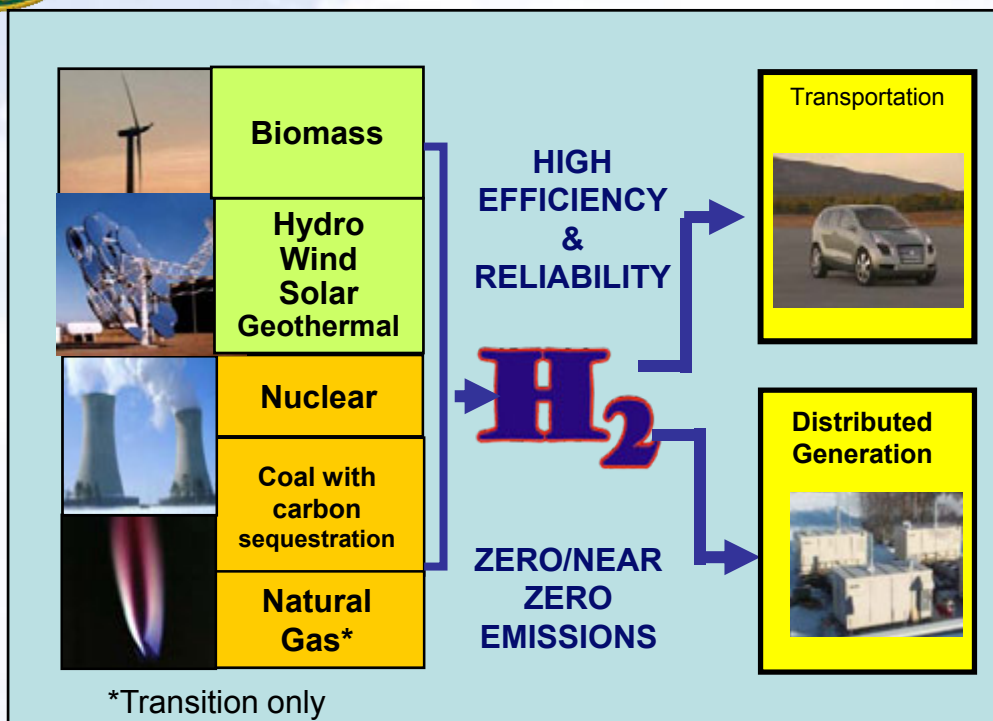 Biomass
Hydro
Wind
Solar
Geothermal
Nuclear
Coal with
carbon
sequestration
Natural
Gas*
*Transition only
HIGH
EFFICIENCY
&
RELIABILITY
H2
ZERO/NEAR
ZERO
EMISSIONS
Transportation
Distributed
Generation